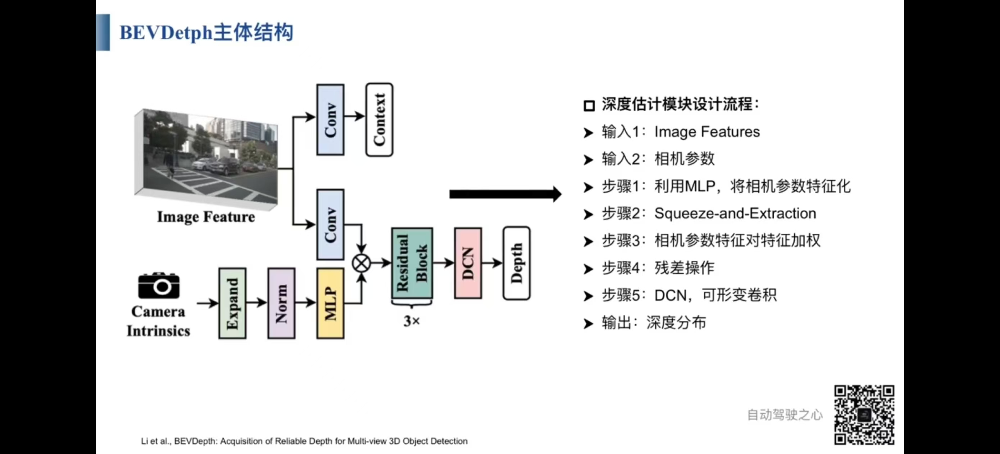 BEVDetph主体结构
Conv
Context
Image Feature
Conv
Camera
Intrinsics
Expand
Norm
MLP
Residual
Block
3×
DCN
Depth
深度估计模块设计流程：
输入1：Image Features
输入2：相机参数
步骤1：利用MLP，将相机参数特征化
步骤2：Squeeze-and-Extraction
步骤3：相机参数特征对特征加权
步骤4：残差操作
步骤5：DCN，可形变卷积
输出：深度分布
自动驾驶之心
Li et al., BEVDepth: Acquisition of Reliable Depth for Multi-view 3D Object Detection